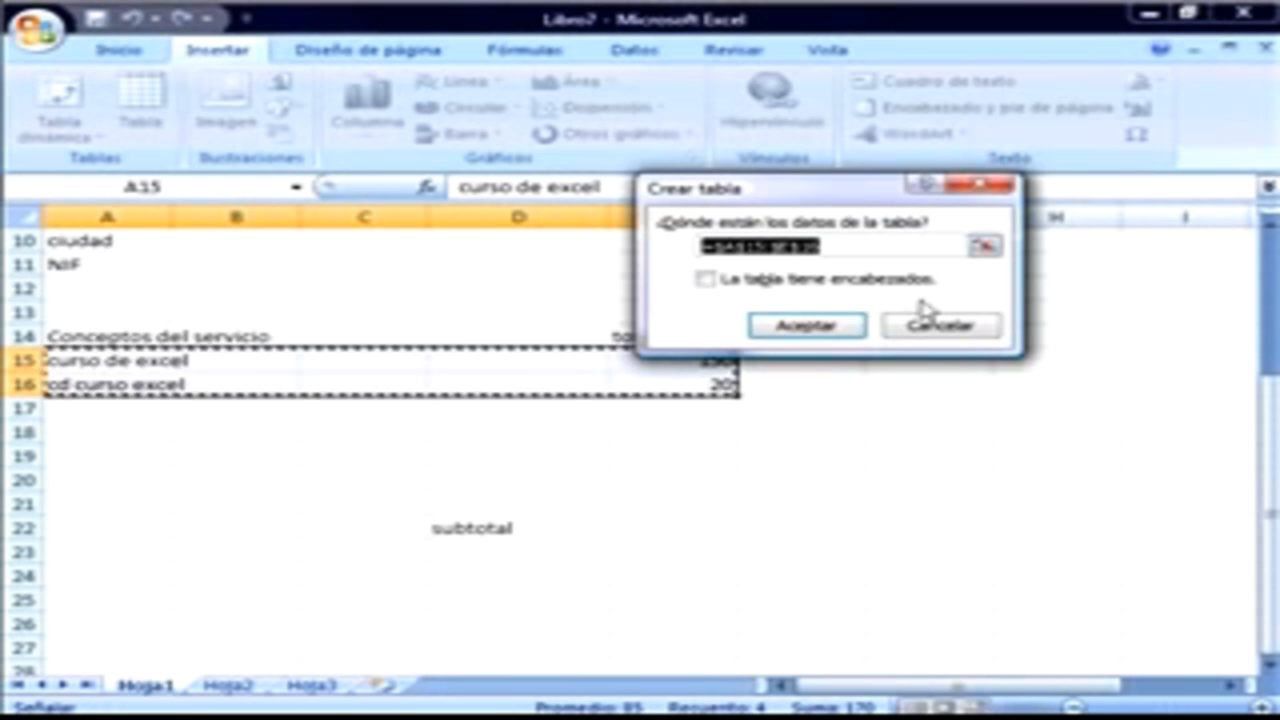 Libro7 - Microsoft Excel
Inicio Insertar Diseño de página Fórmulas Datos Revisar Vista
Tabla dinámica Tabla Imagen Columna Línea Área Hipervínculo Cuadro de texto
Circular Dispersión Encabezado y pie de página
Barra Otros gráficos WordArt Ω
Tablas Ilustraciones Gráficos Vínculos Texto
A15 fx curso de excel
Crear tabla
¿Dónde están los datos de la tabla?
La tabla tiene encabezados.
Aceptar Cancelar
A B C D H I
10 ciudad
11 NIF
12
13
14 Conceptos del servicio
15 curso de excel
16 cd curso excel 20
17
18
19
20
21
22 subtotal
23
24
25
26
27
28
Hoja1 Hoja2 Hoja3
Señalar Promedio: 85 Recuento: 4 Suma: 170